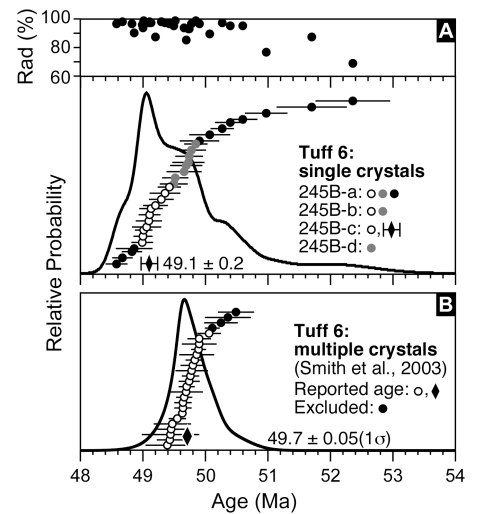 Rad (%)
100
80
60
A
Relative Probability
Tuff 6:
single crystals
245B-a:
245B-b:
245B-c: ,
245B-d:
49.1 ± 0.2
B
Tuff 6:
multiple crystals
(Smith et al., 2003)
Reported age: ,
Excluded:
49.7 ± 0.05(1σ)
48 49 50 51 52 53 54
Age (Ma)